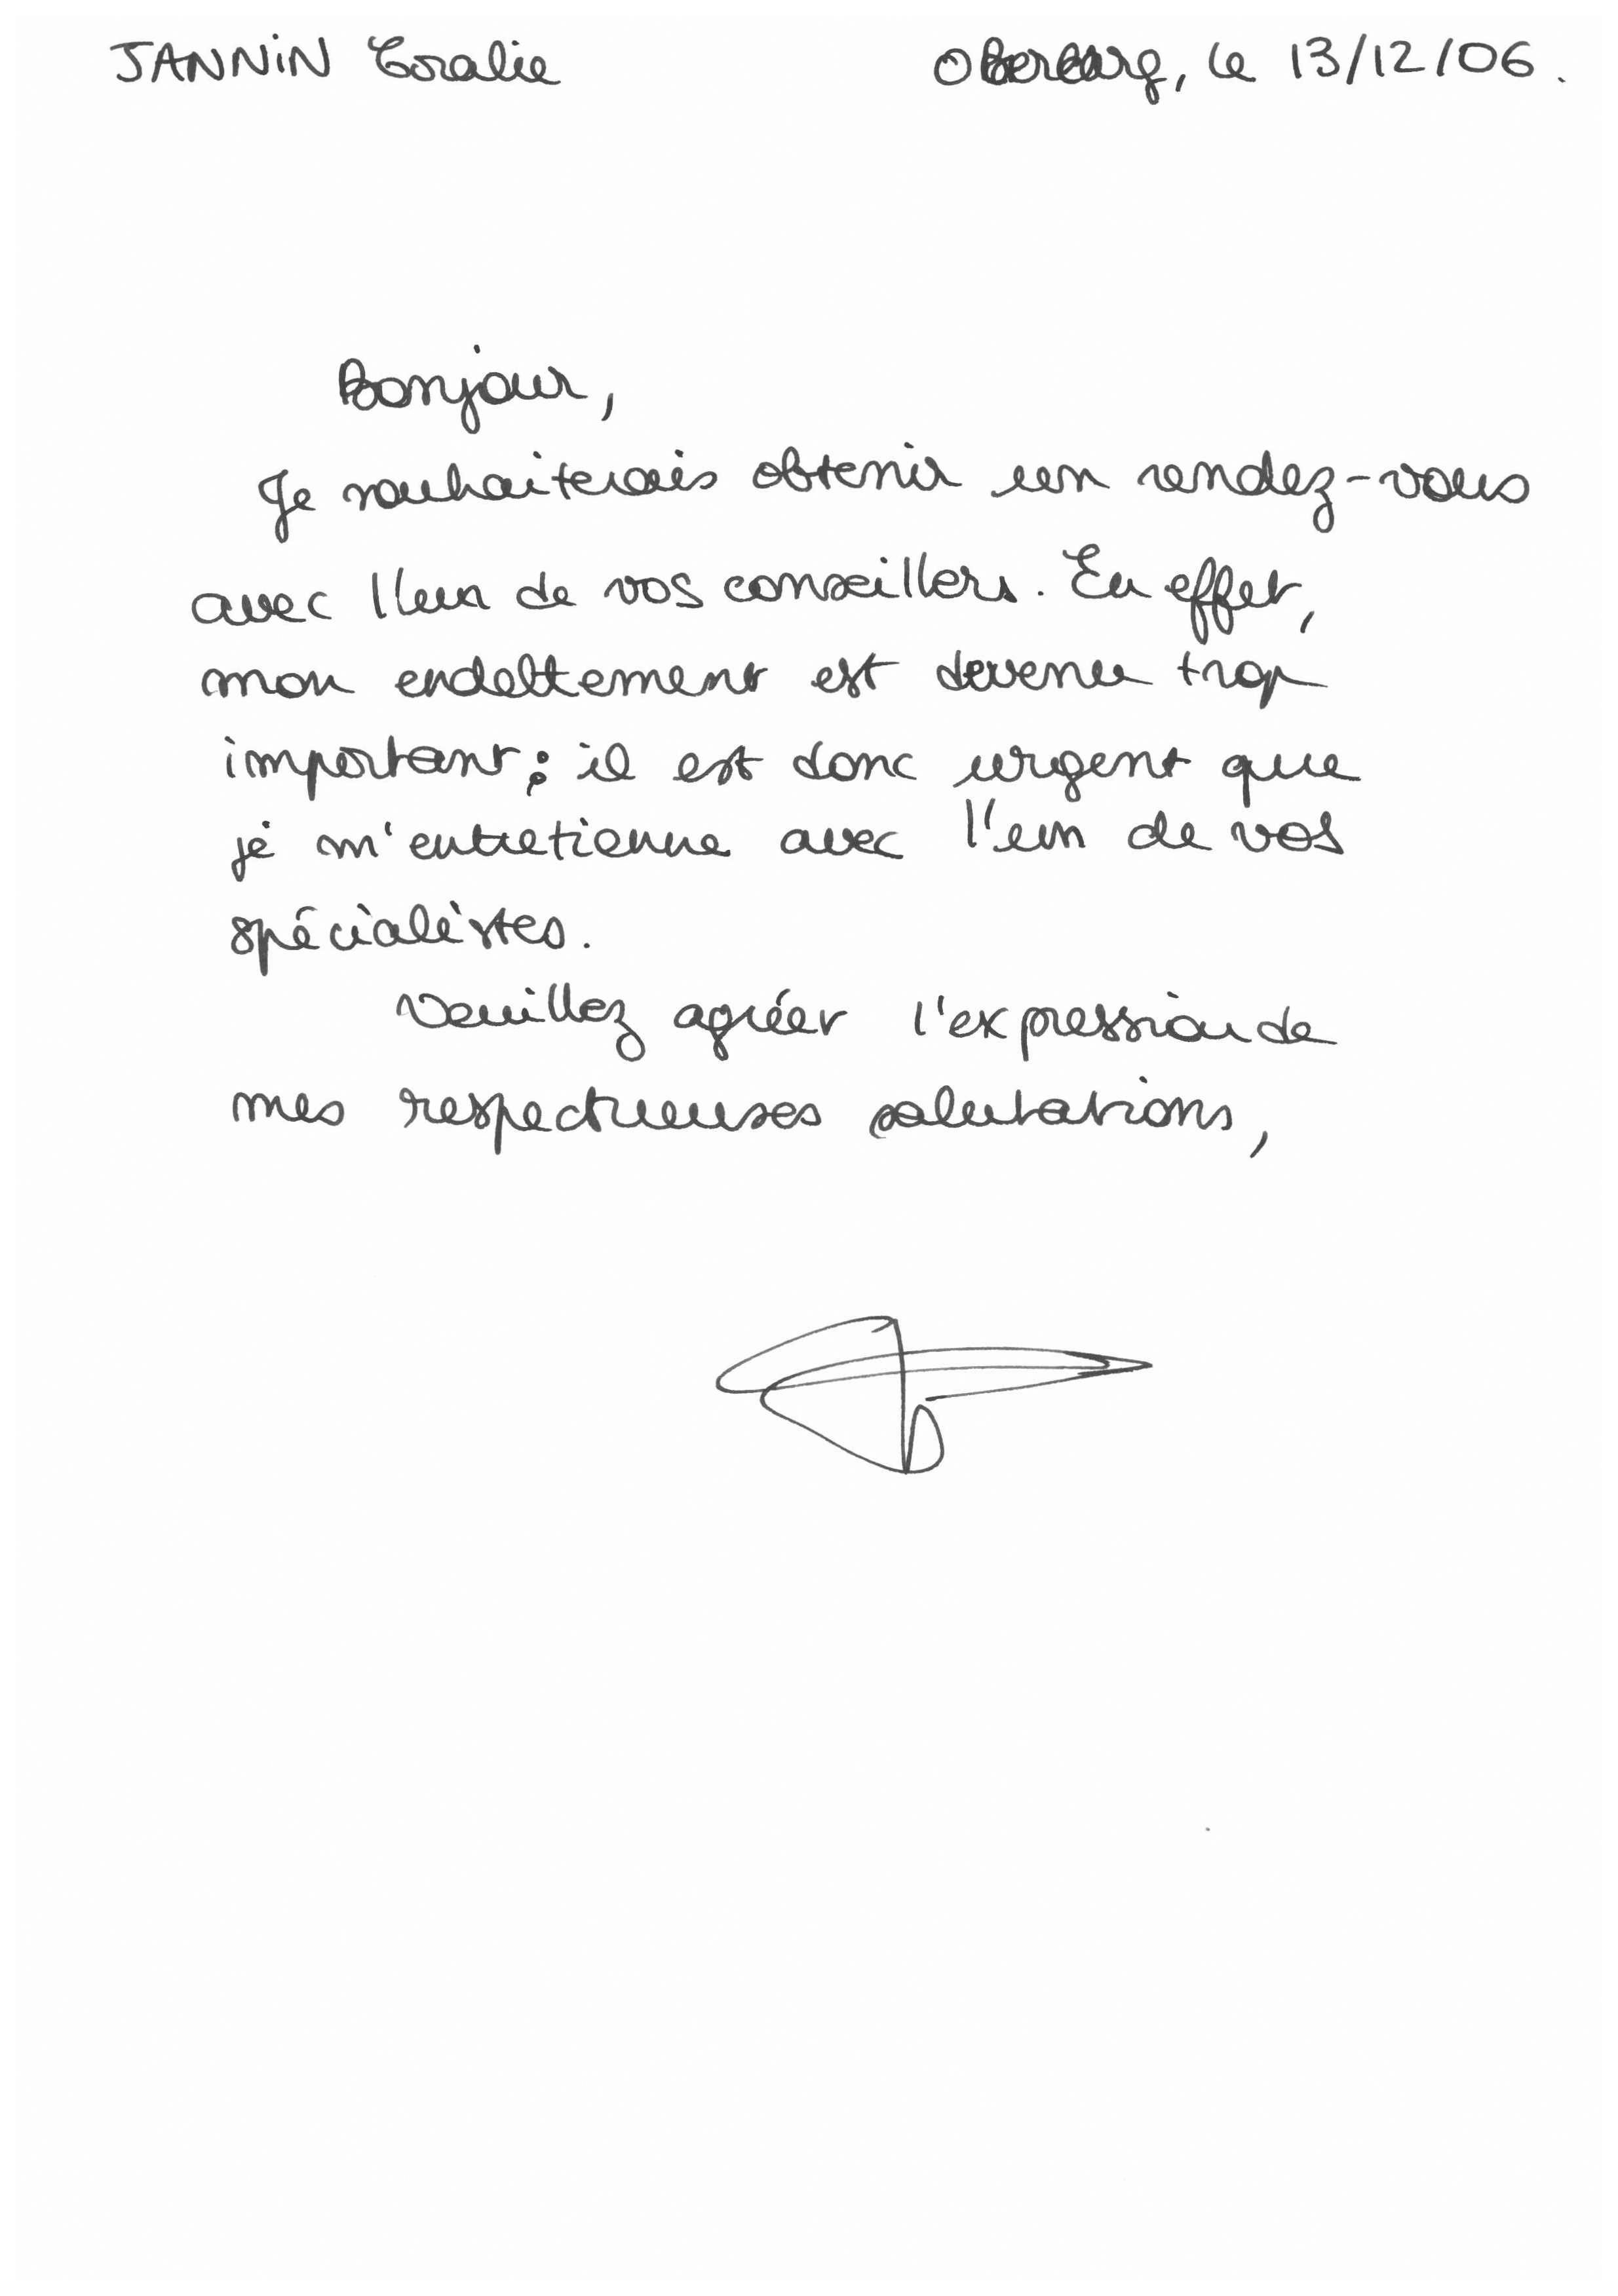 JANNIN Coralie
Oberbarg, le 13/12/06.
Bonjour,
Je souhaiterais obtenir un rendez-vous
avec l'un de vos conseillers. En effet,
mon endettement est devenu trop
important ; il est donc urgent que
je m'entretienne avec l'un de vos
spécialistes.
Veuillez agréer l'expression de
mes respectueuses salutations,